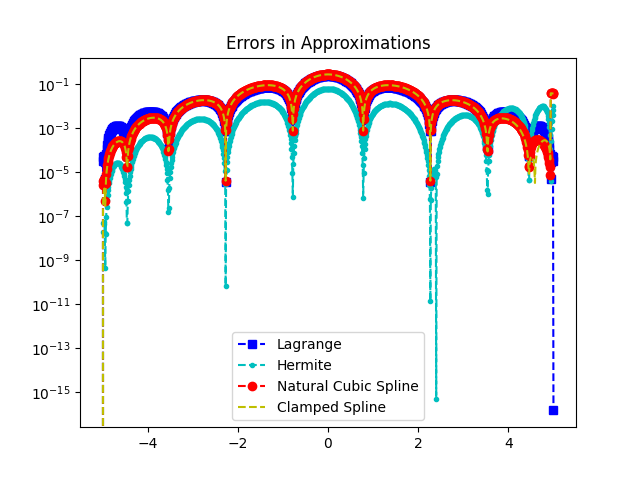 Errors in Approximations
10⁻¹
10⁻³
10⁻⁵
10⁻⁷
10⁻⁹
10⁻¹¹
10⁻¹³
10⁻¹⁵
Lagrange
Hermite
Natural Cubic Spline
Clamped Spline
−4 −2 0 2 4